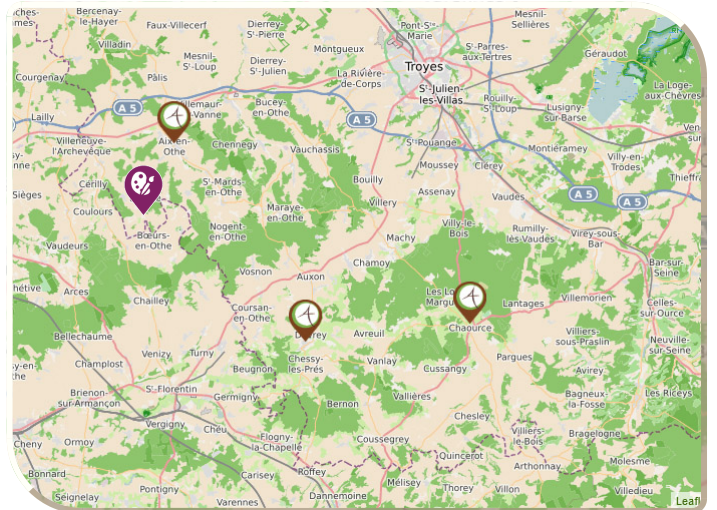 Bercenay-
le-Hayer
Faux-Villecerf
Dierrey-
S¹-Pierre
Pont-Sᵗᵉ-
Marie
Mesnil-
Sellières
Villadin
Montgueux
Sᵗ-Parres-
aux-Tertres
Géraudot
Mesnil-
Sᵗ-Loup
Dierrey-
Sᵗ-Julien
Troyes
Courgenay
Pâlis
La Rivière-
de-Corps
Sᵗ-Julien-
les-Villas
La Loge-
aux-Chèvres
Bucey-
en-Othe
Rouilly-
Sᵗ-Loup
Lusigny-
sur-Barse
Lailly
A 5
A 5
Villeneuve-
l'Archevêque
Aix-en-
Othe
Chennegy
Vauchassis
Sᵗ-Pouange
Montiéramey
Moussey
Clérey
Villy-en-
Trodes
Thieffr
Cérilly
Sᵗ-Mards-
en-Othe
Bouilly
Assenay
Vaudes
A 5
A 5
Sièges
Coulours
Maraye-
en-Othe
Villery
Villy-le-
Bois
Rumilly-
lès-Vaudes
Virey-sous-
Bar
Nogent-
en-Othe
Bœurs-
en-Othe
Machy
Vaudeurs
Vosnon
Auxon
Chamoy
Bar-sur-
Seine
Arces
Chailley
Coursan-
en-Othe
Lantages
Villemorien
Celles-
sur-Ource
Chaource
Bellechaume
Avreuil
Villiers-
sous-Praslin
Neuville-
sur-Seine
Venizy
Turny
Chessy-
les-Prés
Vanlay
Pargues
Champlost
Beugnon
Cussangy
Avirey
Brienon-
sur-Armançon
Sᵗ-Florentin
Germigny
Bernon
Vallières
Bagneux-
la-Fosse
Les Riceys
Vergigny
Chéu
Chesley
Cheny
Ormoy
Flogny-
la-Chapelle
Coussegrey
Villiers-
le-Bois
Bragelogne
Quincerot
Arthonnay
Molesme
Bonnard
Carisey
Roffey
Mélisey
Thorey
Villon
Villedieu
Seignelay
Pontigny
Varennes
Dannemoine
Leafl